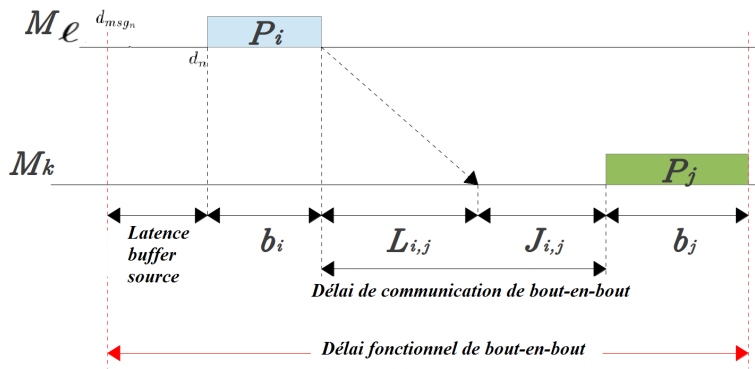 M_ℓ
d_{msg_n}
P_i
d_n
M_k
P_j
Latence
buffer
source
b_i
L_{i,j}
J_{i,j}
b_j
Délai de communication de bout-en-bout
Délai fonctionnel de bout-en-bout